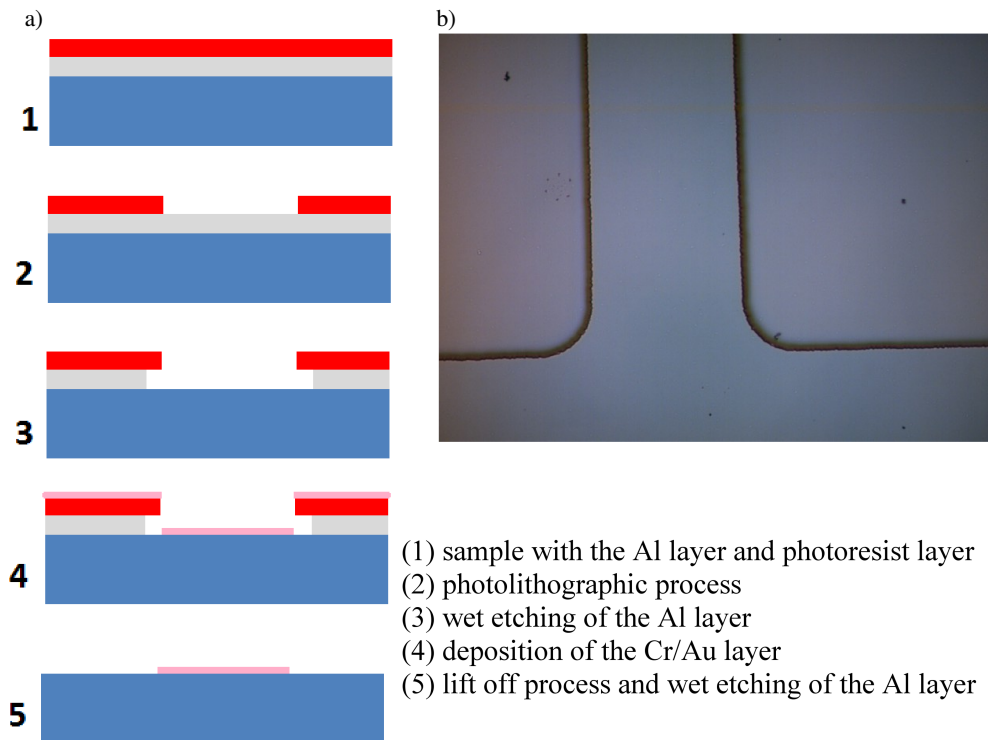 a)
b)
1
2
3
4
5
(1) sample with the Al layer and photoresist layer
(2) photolithographic process
(3) wet etching of the Al layer
(4) deposition of the Cr/Au layer
(5) lift off process and wet etching of the Al layer